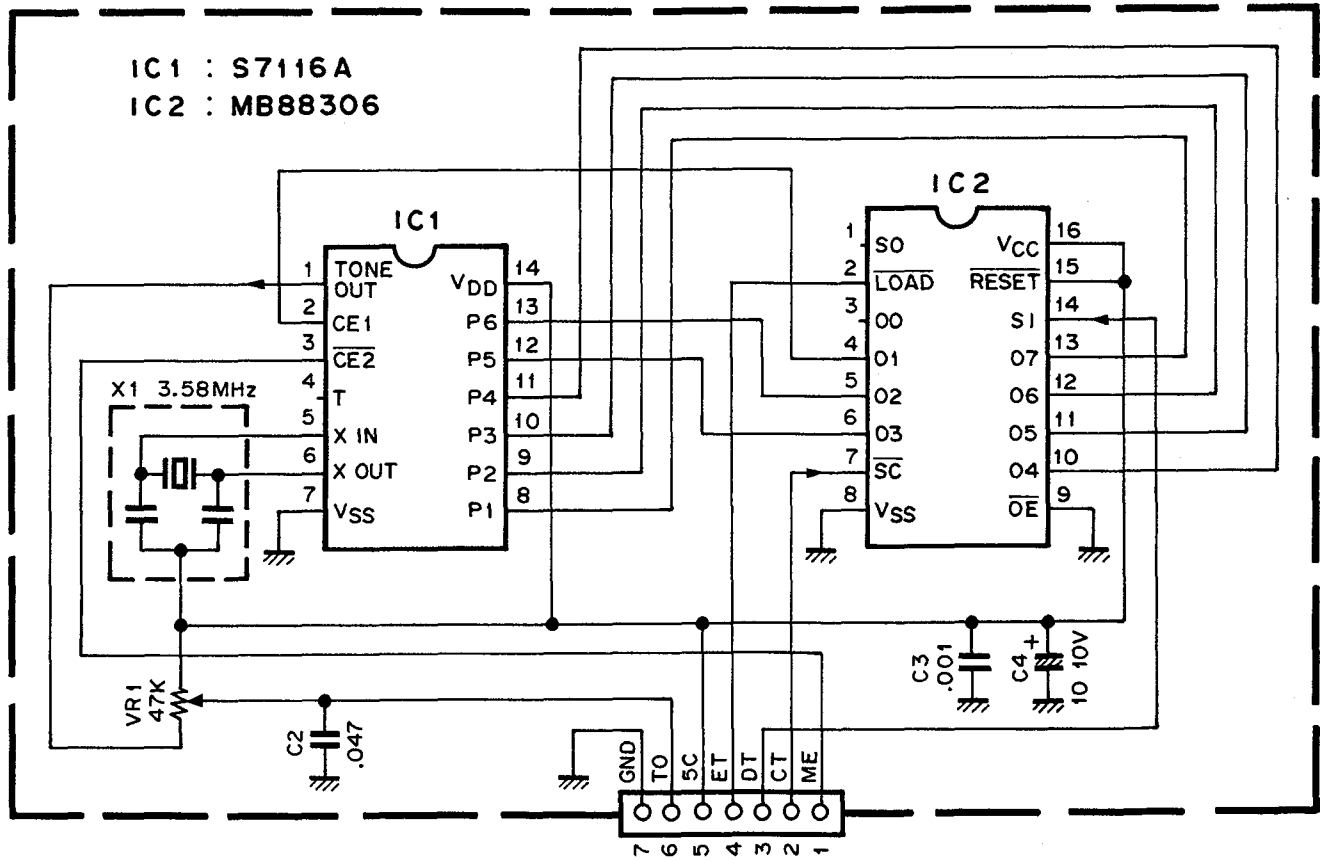 IC1 : S7116A
IC2 : MB88306
IC1
1
TONE OUT
2
CE1
3
CE2
4
T
5
X IN
6
X OUT
7
VSS
14
VDD
13
P6
12
P5
11
P4
10
P3
9
P2
8
P1
IC2
1
SO
2
LOAD
3
O0
4
O1
5
O2
6
O3
7
SC
8
VSS
16
VCC
15
RESET
14
SI
13
O7
12
O6
11
O5
10
O4
9
OE
X1 3.58MHz
VR1
47K
C2
.047
C3
.001
C4
+
10 10V
GND
TO
5C
ET
DT
CT
ME
7
6
5
4
3
2
1